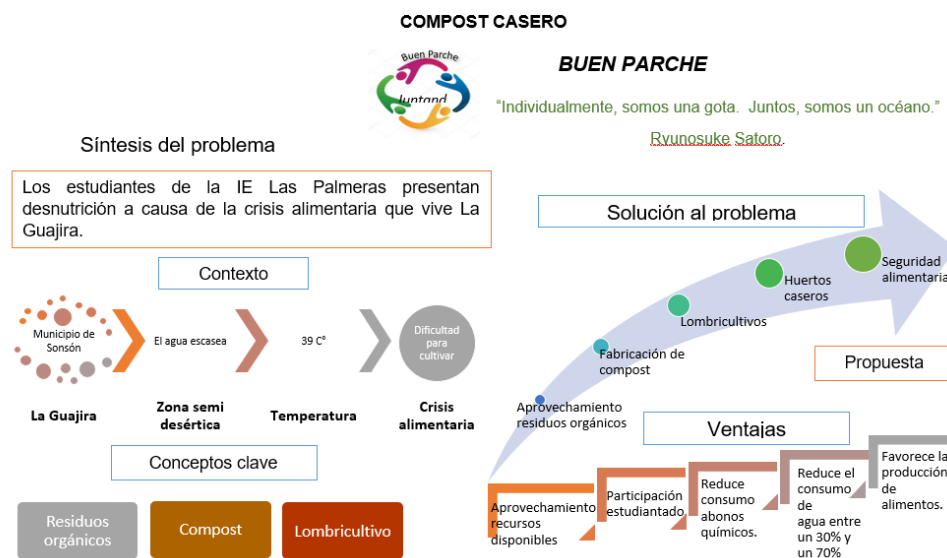 COMPOST CASERO
Buen Parche
Juntand
BUEN PARCHE
“Individualmente, somos una gota. Juntos, somos un océano.”
Ryunosuke Satoro.
Síntesis del problema
Los estudiantes de la IE Las Palmeras presentan
desnutrición a causa de la crisis alimentaria que vive La
Guajira.
Contexto
Municipio de
Sonsón
El agua escasea
39 C°
Dificultad
para
cultivar
La Guajira
Zona semi
desértica
Temperatura
Crisis
alimentaria
Conceptos clave
Residuos
orgánicos
Compost
Lombricultivo
Solución al problema
Aprovechamiento
residuos orgánicos
Fabricación de
compost
Lombricultivos
Huertos
caseros
Seguridad
alimentaria
Propuesta
Ventajas
Aprovechamiento
recursos
disponibles
Participación
estudiantado.
Reduce
consumo
abonos
químicos.
Reduce el
consumo
de
agua entre
un 30% y
un 70%
Favorece la
producción
de
alimentos.